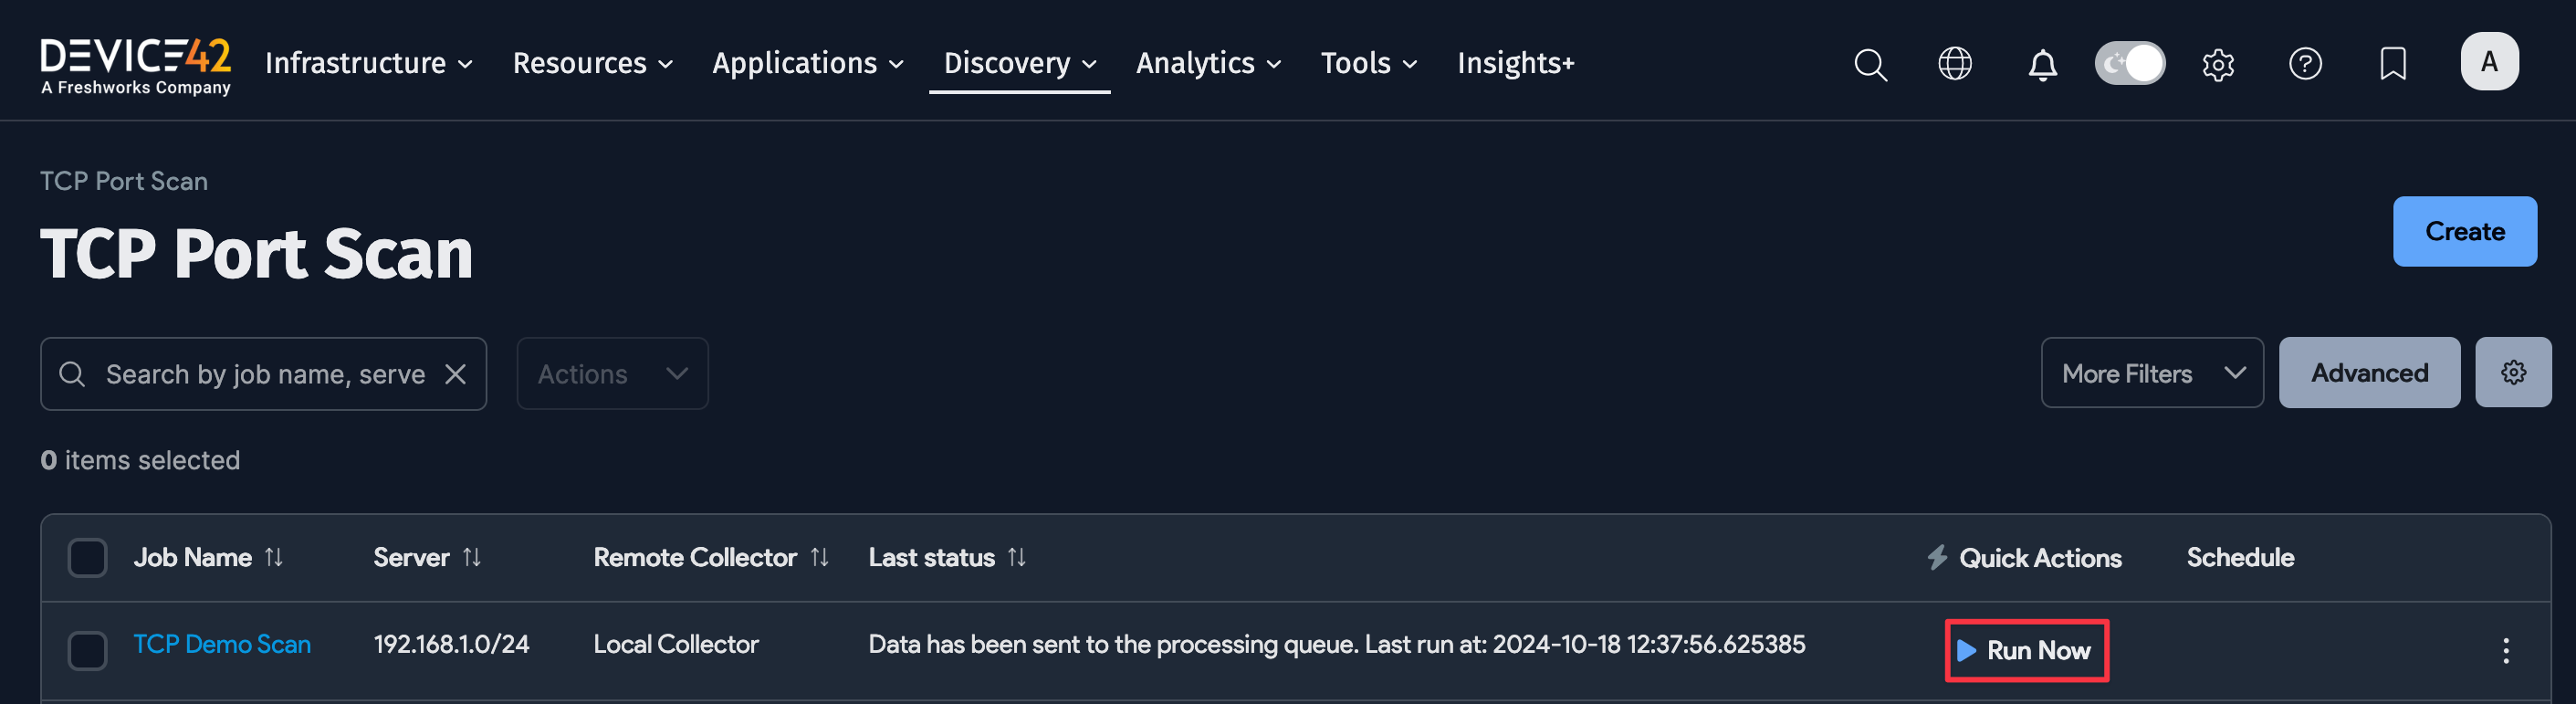 DEVICE42
A Freshworks Company
Infrastructure Resources Applications Discovery Analytics Tools Insights+ A
TCP Port Scan
TCP Port Scan
Create
Search by job name, serve Actions More Filters Advanced
0 items selected
Job Name Server Remote Collector Last status Quick Actions Schedule
TCP Demo Scan 192.168.1.0/24 Local Collector Data has been sent to the processing queue. Last run at: 2024-10-18 12:37:56.625385 Run Now